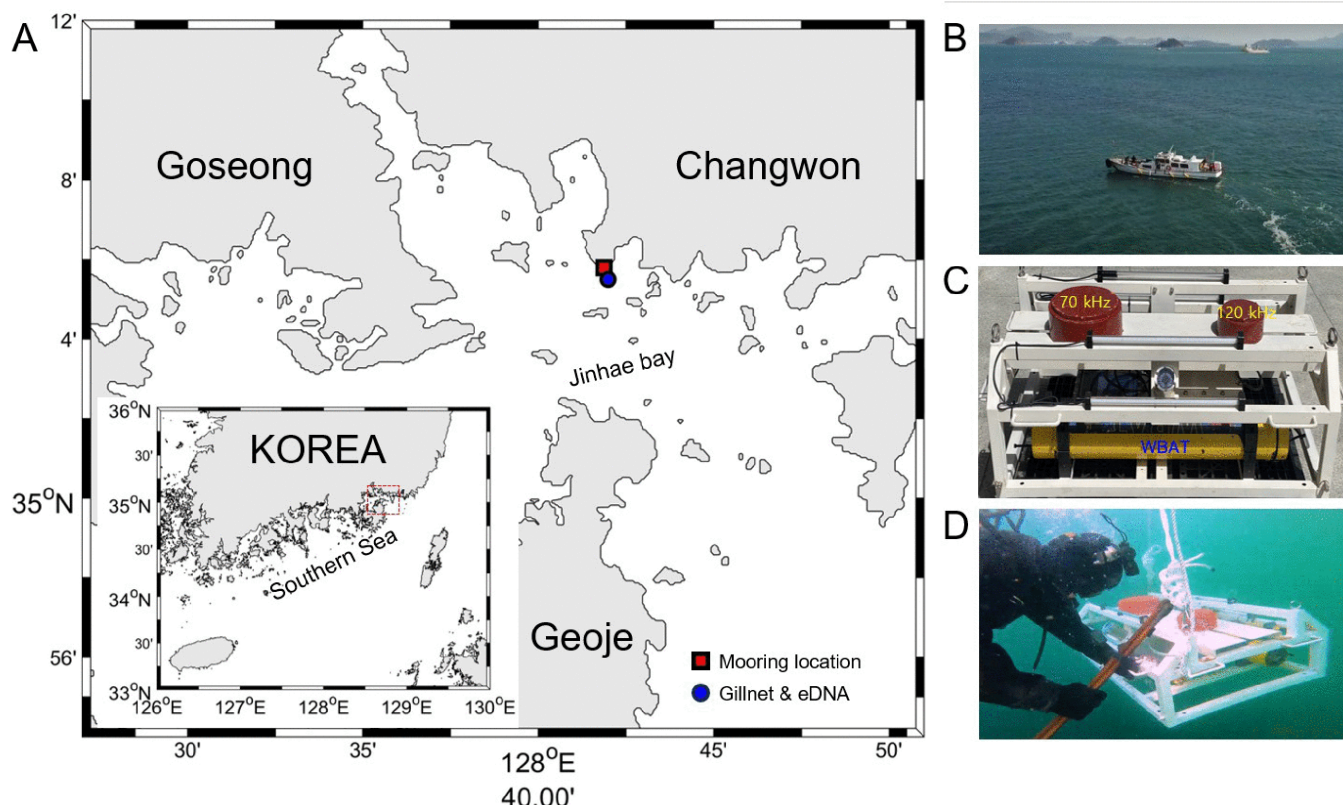 A
12'
8'
4'
35°N
56'
30'
35'
128°E
40.00'
45'
50'
Goseong
Changwon
Jinhae bay
Geoje
Mooring location
Gillnet & eDNA
36°N
30'
35°N
30'
34°N
30'
33°N
126°E
127°E
128°E
129°E
130°E
KOREA
Southern Sea
B
C
70 kHz
120 kHz
WBAT
D